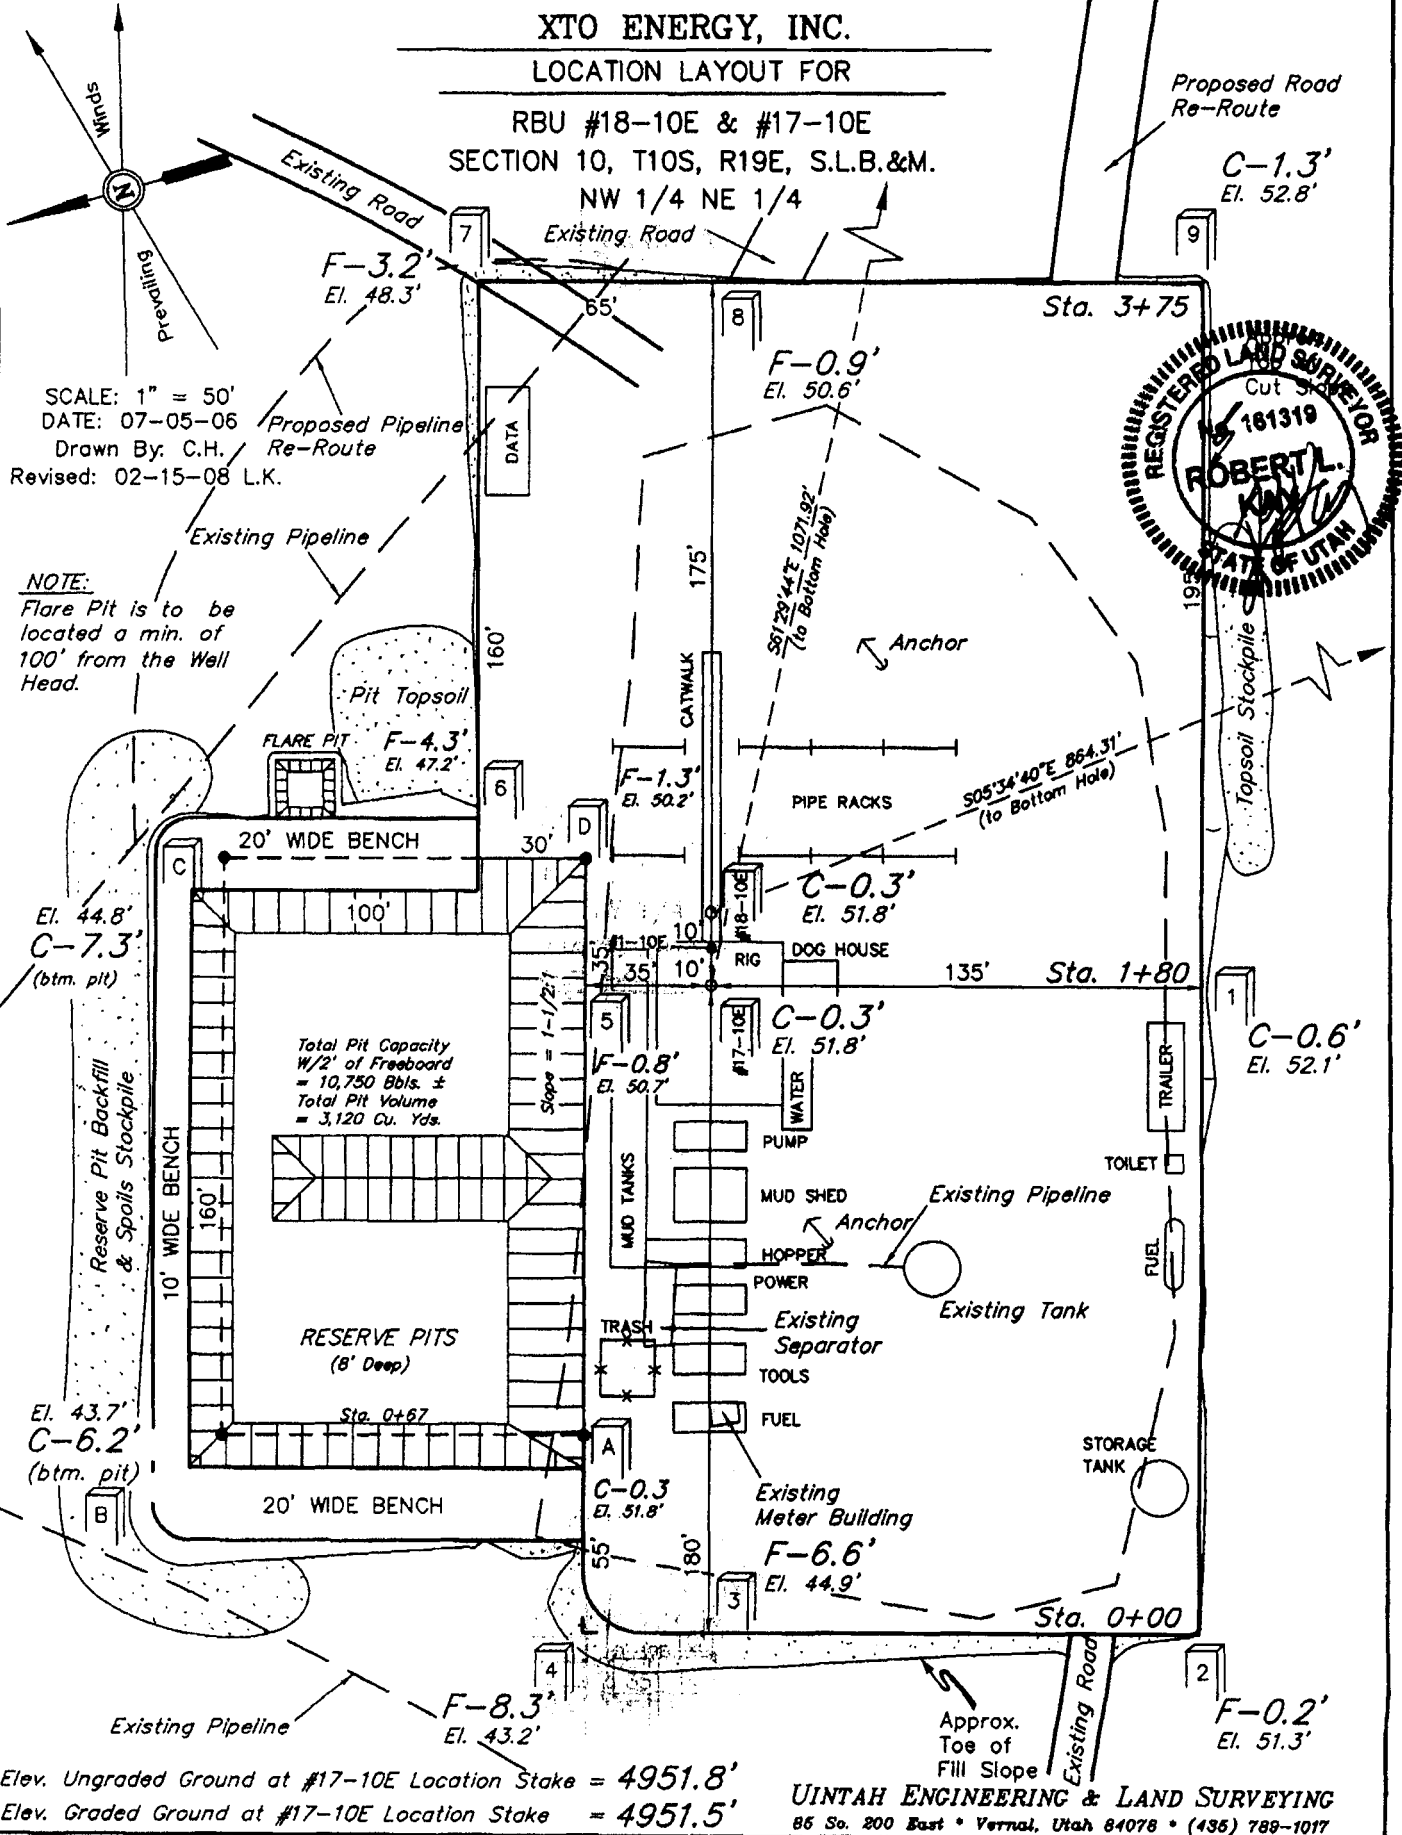 XTO ENERGY, INC.
LOCATION LAYOUT FOR
RBU #18-10E & #17-10E
SECTION 10, T10S, R19E, S.L.B.&M.
NW 1/4 NE 1/4
Winds
N
Prevailing
Existing Road
7
F-3.2'
El. 48.3'
Existing Road
Proposed Road
Re-Route
C-1.3'
El. 52.8'
9
Sta. 3+75
65'
8
F-0.9'
El. 50.6'
SCALE: 1" = 50'
DATE: 07-05-06
Drawn By: C.H.
Revised: 02-15-08 L.K.
Proposed Pipeline
Re-Route
DATA
Existing Pipeline
REGISTERED LAND SURVEYOR
Cut
No. 161319
ROBERT L.
KAY
STATE OF UTAH
NOTE:
Flare Pit is to be
located a min. of
100' from the Well
Head.
175'
S61°29'44"E 1071.92'
(to Bottom Hole)
195'
160'
Anchor
CATWALK
Pit Topsoil
FLARE PIT
F-4.3'
El. 47.2'
6
F-1.3'
El. 50.2'
PIPE RACKS
S05°34'40"E 864.31'
(to Bottom Hole)
Topsoil Stockpile
20' WIDE BENCH
30'
D
C
El. 44.8'
C-7.3'
(btm. pit)
100'
#18-10E
C-0.3'
El. 51.8'
#1-10E
10'
RIG
DOG HOUSE
35'
35'
10'
135'
Sta. 1+80
1
C-0.6'
El. 52.1'
Slope = 1-1/2:1
5
F-0.8'
El. 50.7'
#17-10E
C-0.3'
El. 51.8'
Total Pit Capacity
W/2' of Freeboard
= 10,750 Bbls. ±
Total Pit Volume
= 3,120 Cu. Yds.
WATER
TRAILER
PUMP
TOILET
Reserve Pit Backfill
& Spoils Stockpile
10' WIDE BENCH
160'
MUD TANKS
MUD SHED
Existing Pipeline
Anchor
HOPPER
POWER
FUEL
Existing Tank
TRASH
Existing
Separator
RESERVE PITS
(8' Deep)
TOOLS
Sta. 0+67
FUEL
El. 43.7'
C-6.2'
(btm. pit)
A
C-0.3
El. 51.8'
STORAGE
TANK
B
20' WIDE BENCH
Existing
Meter Building
55'
180'
F-6.6'
El. 44.9'
3
Sta. 0+00
4
2
F-8.3'
El. 43.2'
Existing Pipeline
Approx.
Toe of
Fill Slope
Existing Road
F-0.2'
El. 51.3'
Elev. Ungraded Ground at #17-10E Location Stake = 4951.8'
Elev. Graded Ground at #17-10E Location Stake = 4951.5'
UINTAH ENGINEERING & LAND SURVEYING
85 So. 200 East * Vernal, Utah 84078 * (435) 789-1017